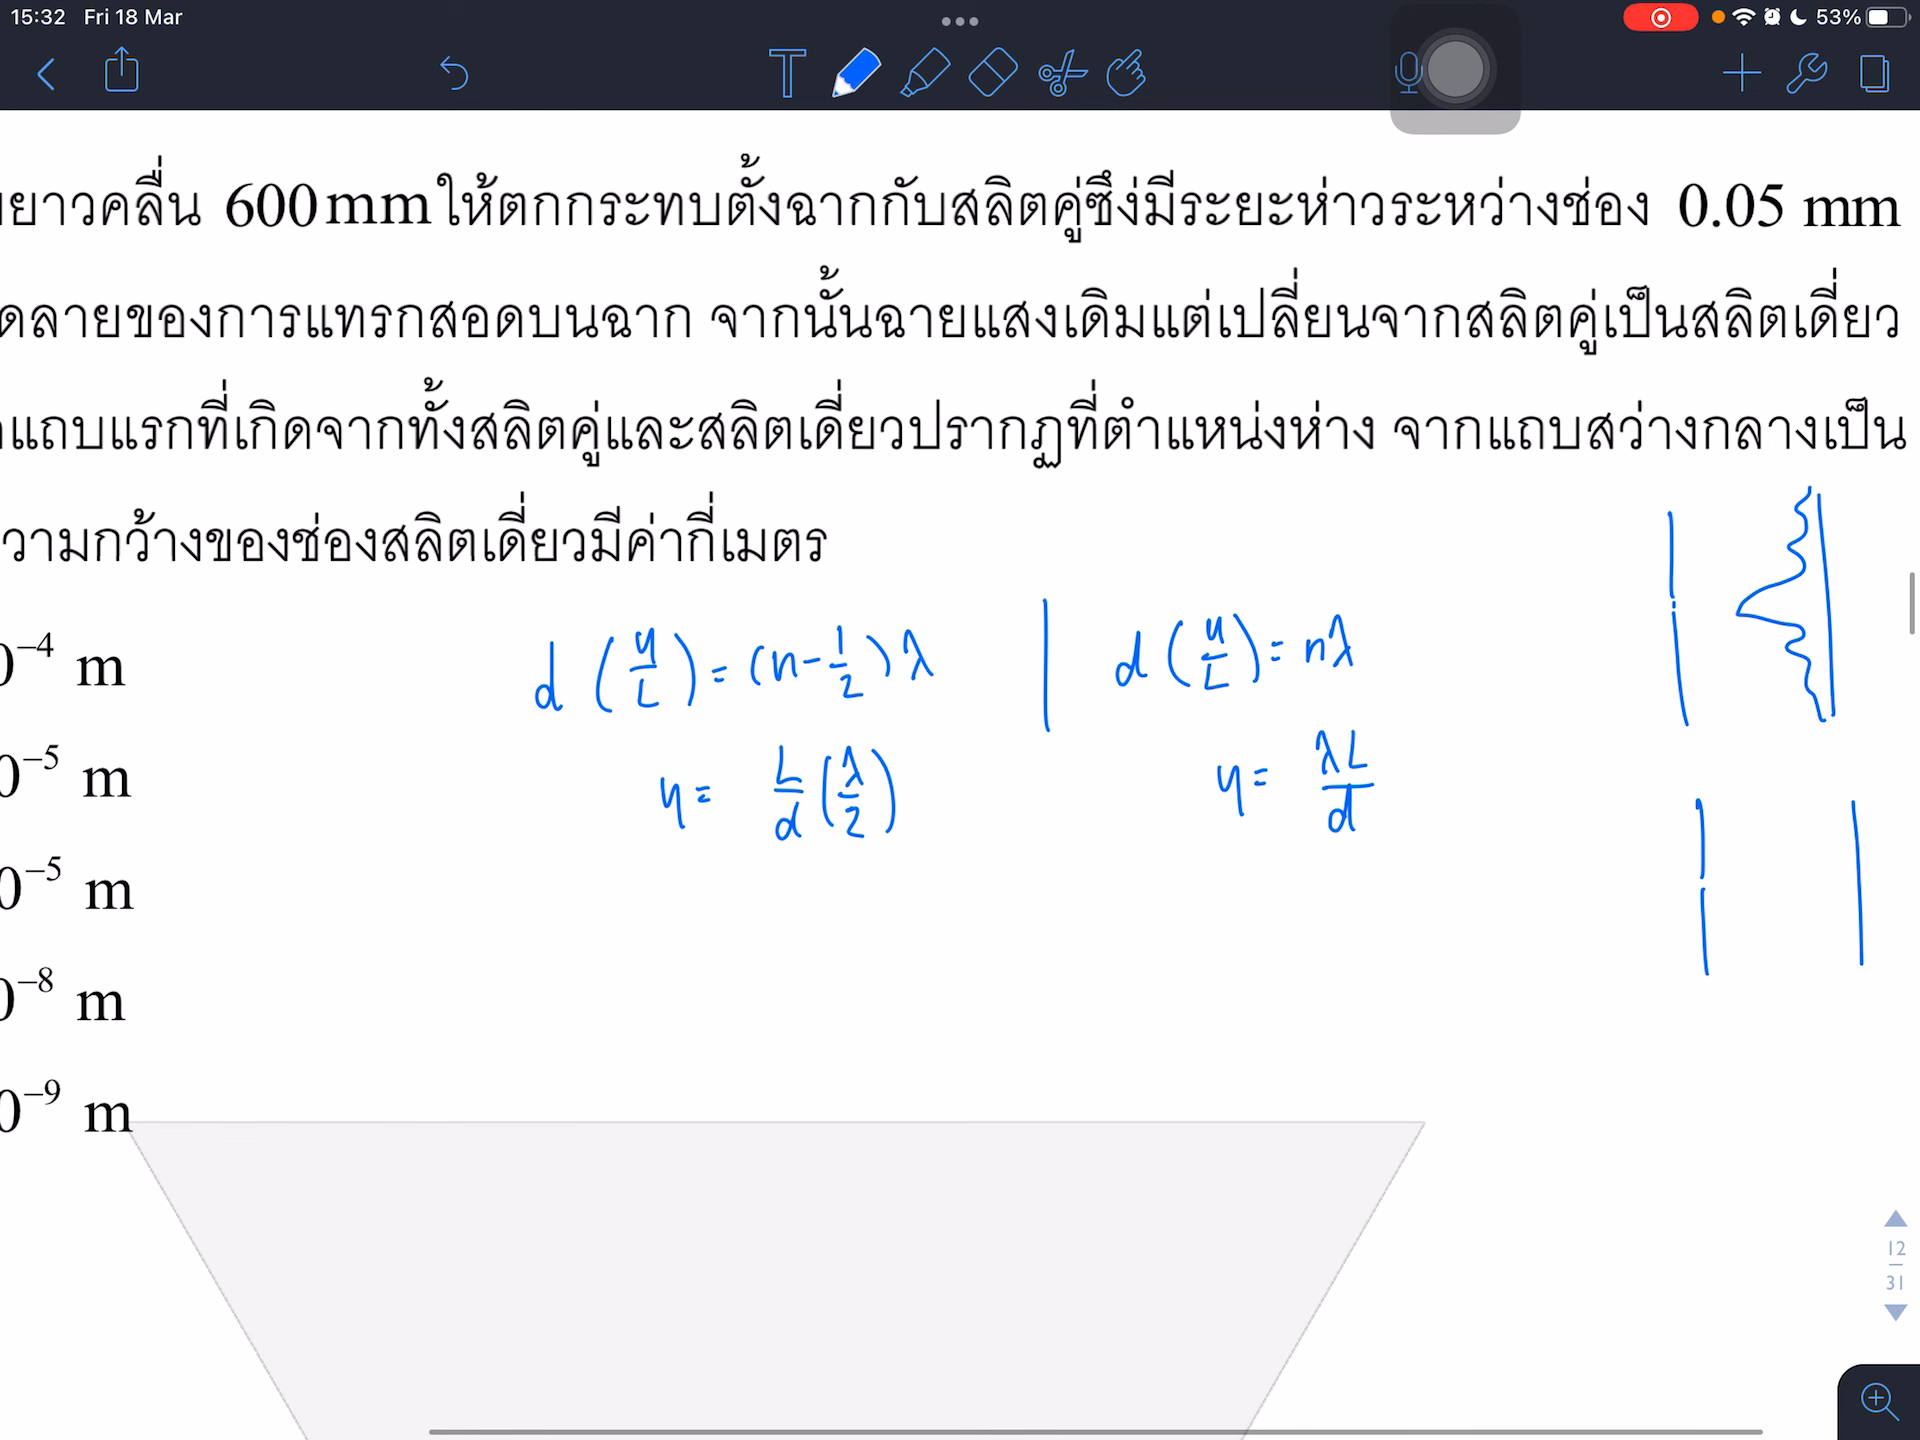 15:32 Fri 18 Mar 53%
ยาวคลื่น 600 mm ให้ตกกระทบตั้งฉากกับสลิตคู่ซึ่งมีระยะห่าวระหว่างช่อง 0.05 mm
ดลายของการแทรกสอดบนฉาก จากนั้นฉายแสงเดิมแต่เปลี่ยนจากสลิตคู่เป็นสลิตเดี่ยว
แถบแรกที่เกิดจากทั้งสลิตคู่และสลิตเดี่ยวปรากฏที่ตำแหน่งห่าง จากแถบสว่างกลางเป็น
วามกว้างของช่องสลิตเดี่ยวมีค่ากี่เมตร
0⁻⁴ m
d (y/L) = (n-1/2) λ
d (y/L) = nλ
0⁻⁵ m
y = L/d (λ/2)
y = λL/d
0⁻⁵ m
0⁻⁸ m
0⁻⁹ m
12
31